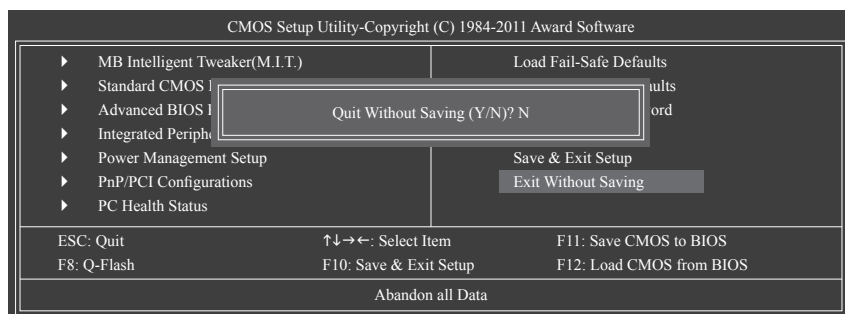 CMOS Setup Utility-Copyright (C) 1984-2011 Award Software
MB Intelligent Tweaker(M.I.T.)
Standard CMOS
Advanced BIOS
Integrated
Power Management Setup
PnP/PCI Configurations
PC Health Status
Load Fail-Safe Defaults
Save & Exit Setup
Exit Without Saving
Quit Without Saving (Y/N)? N
ESC: Quit ↑↓→←: Select Item F11: Save CMOS to BIOS
F8: Q-Flash F10: Save & Exit Setup F12: Load CMOS from BIOS
Abandon all Data